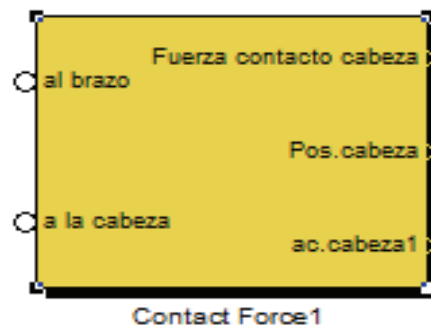 Fuerza contacto cabeza
al brazo
Pos.cabeza
a la cabeza
ac.cabeza1
Contact Force1